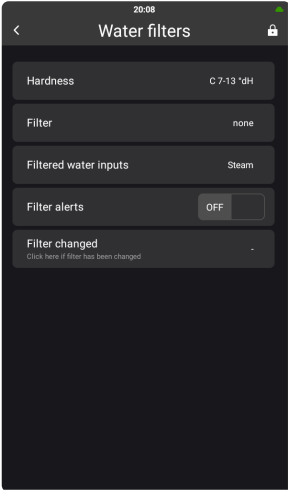 20:08
Water filters
Hardness C 7-13 °dH
Filter none
Filtered water inputs Steam
Filter alerts OFF
Filter changed -
Click here if filter has been changed